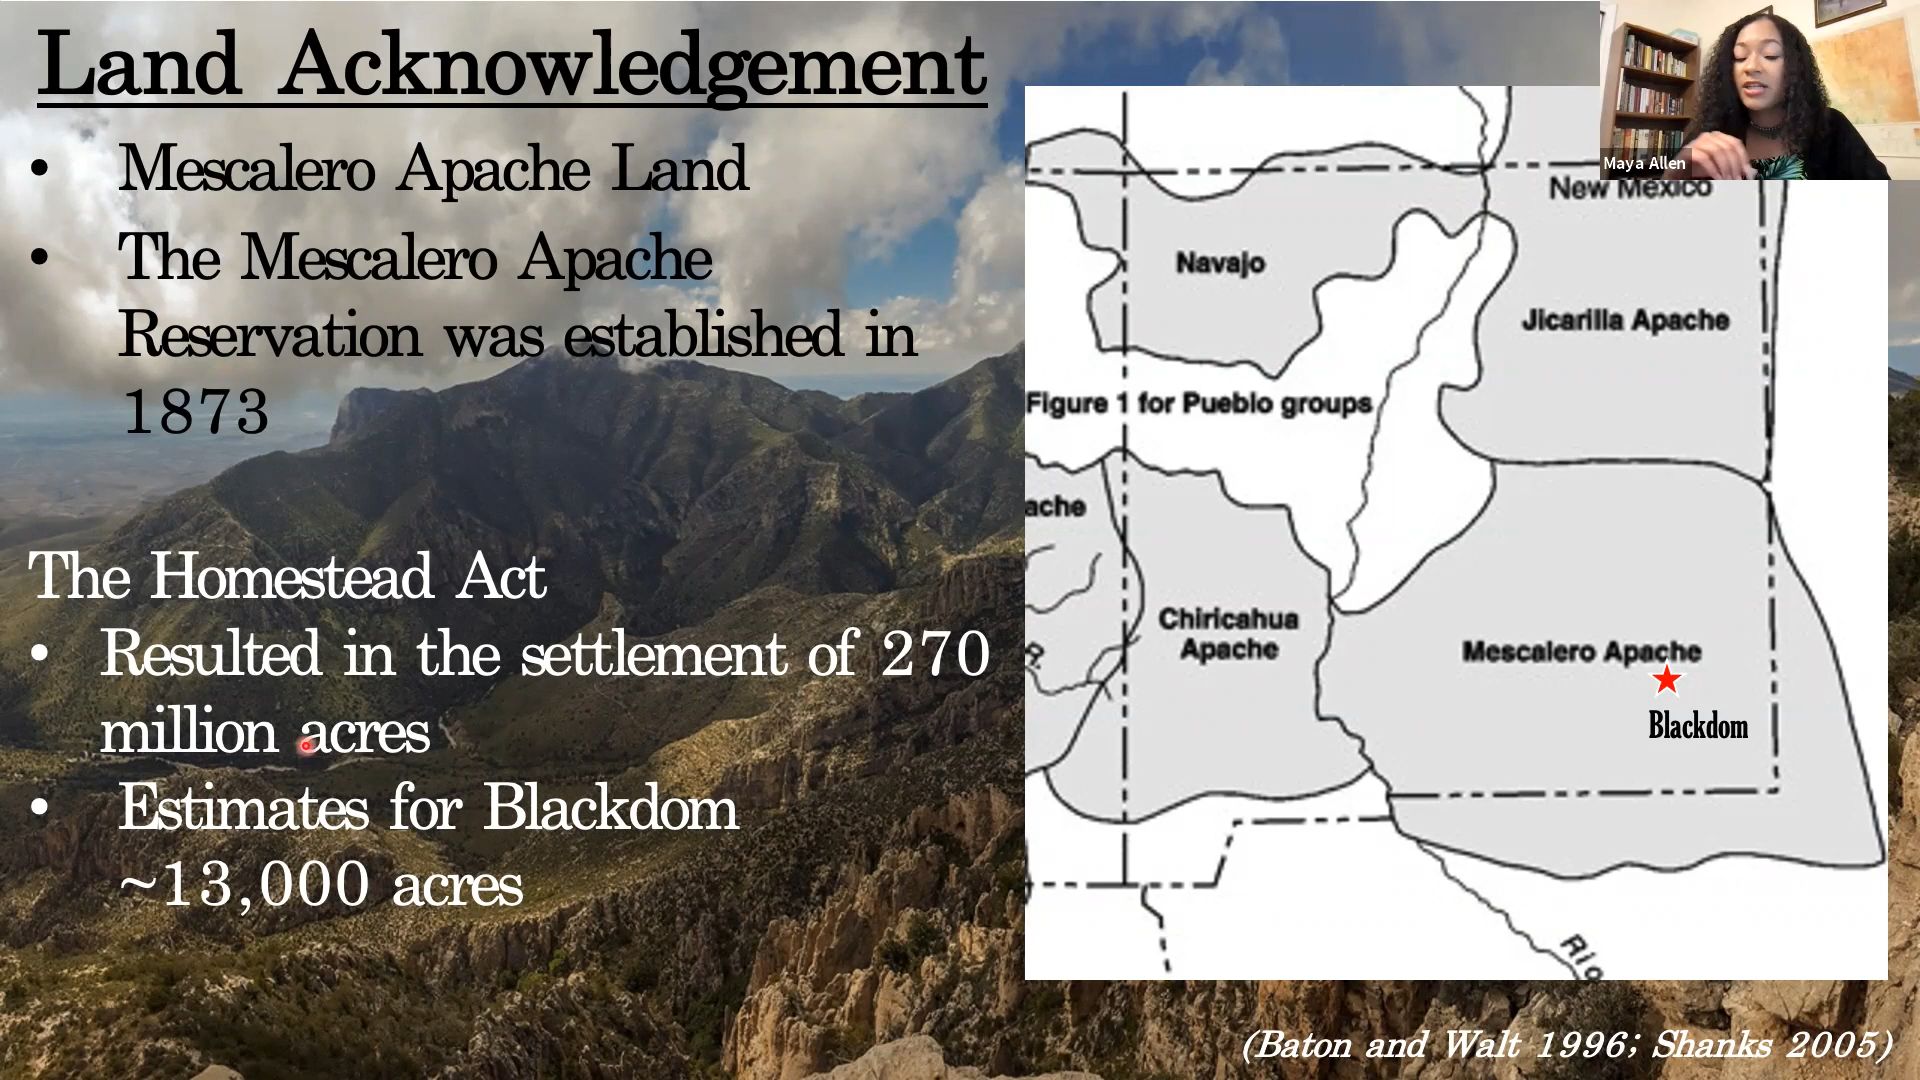 Land Acknowledgement
• Mescalero Apache Land
• The Mescalero Apache
Reservation was established in
1873
The Homestead Act
• Resulted in the settlement of 270
million acres
• Estimates for Blackdom
~13,000 acres
Maya Allen
New Mexico
Navajo
Jicarilla Apache
Figure 1 for Pueblo groups
ache
Chiricahua
Apache
Mescalero Apache
Blackdom
Rio
(Baton and Walt 1996; Shanks 2005)